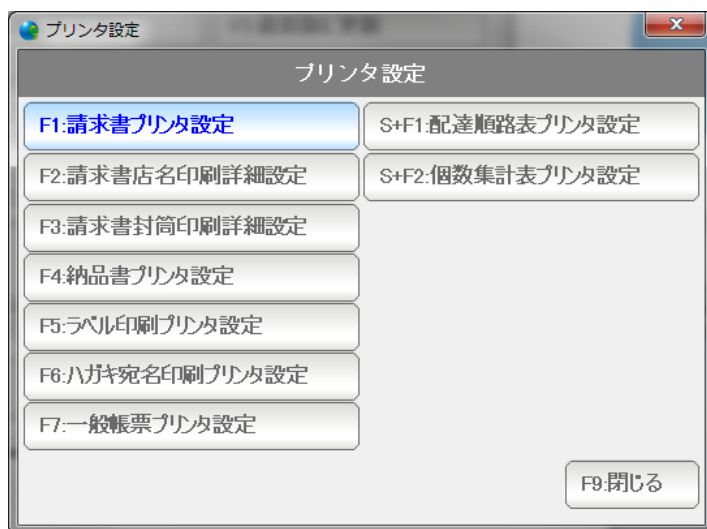 プリンタ設定
プリンタ設定
F1:請求書プリンタ設定
F2:請求書店名印刷詳細設定
F3:請求書封筒印刷詳細設定
F4:納品書プリンタ設定
F5:ラベル印刷プリンタ設定
F6:ハガキ宛名印刷プリンタ設定
F7:一般帳票プリンタ設定
S+F1:配達順路表プリンタ設定
S+F2:個数集計表プリンタ設定
F9:閉じる